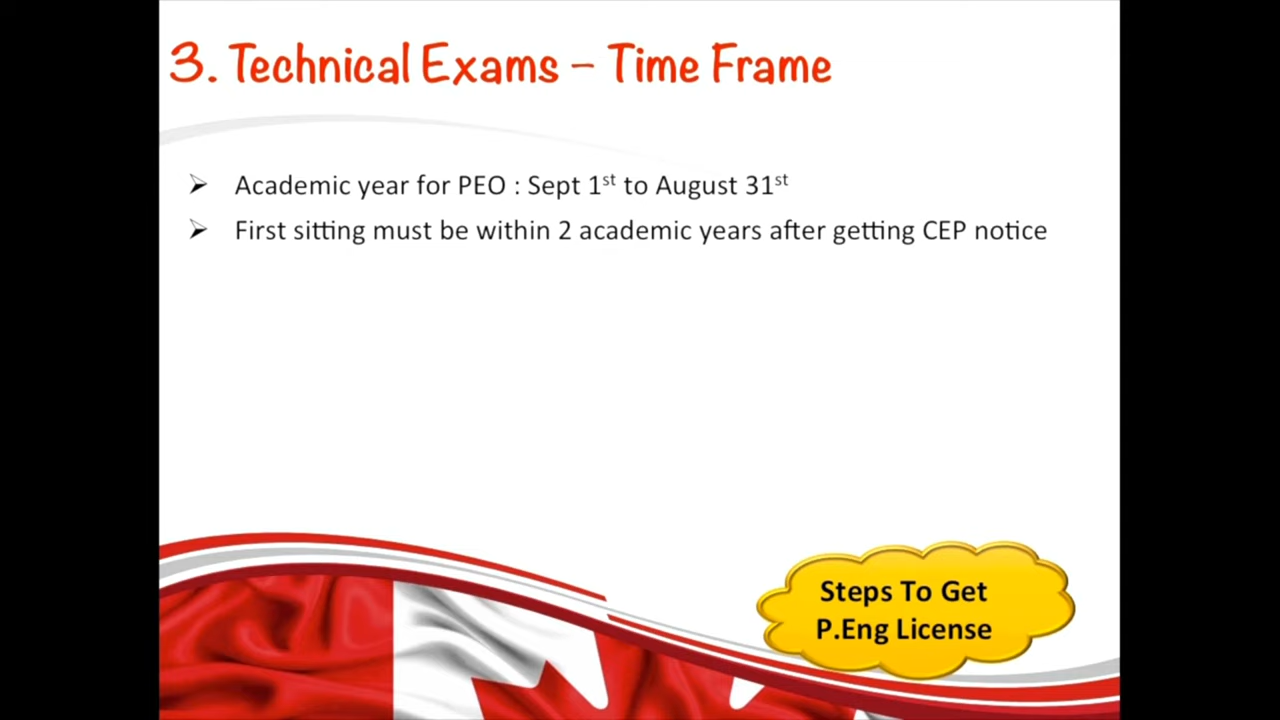 3. Technical Exams – Time Frame
➢ Academic year for PEO : Sept 1st to August 31st
➢ First sitting must be within 2 academic years after getting CEP notice
Steps To Get
P.Eng License